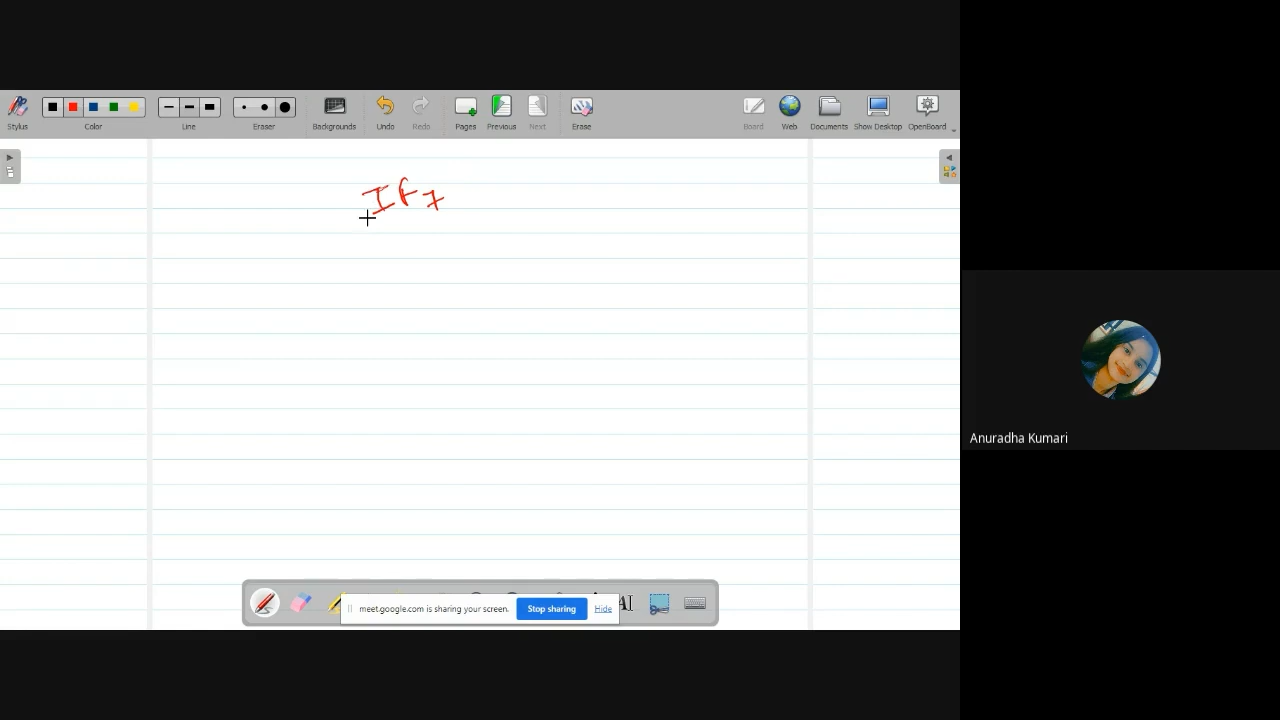 Stylus Color Line Eraser Backgrounds Undo Redo Pages Previous Next Erase Board Web Documents Show Desktop OpenBoard
IF7
Anuradha Kumari
meet.google.com is sharing your screen. Stop sharing Hide